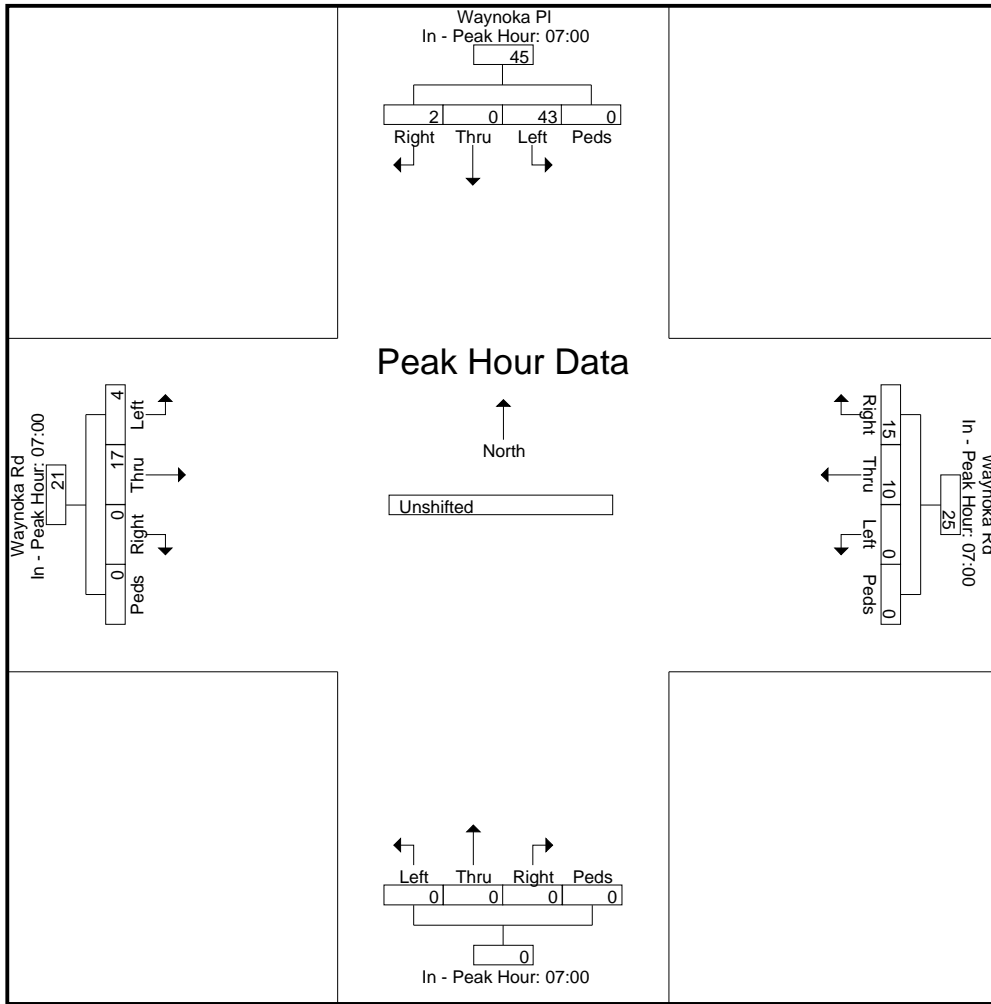 Waynoka Pl
In - Peak Hour: 07:00
45
2 0 43 0
Right Thru Left Peds
Peak Hour Data
North
Unshifted
Waynoka Rd
In - Peak Hour: 07:00
21
4 17 0 0
Left Thru Right Peds
Waynoka Rd
In - Peak Hour: 07:00
25
15 10 0 0
Right Thru Left Peds
Left Thru Right Peds
0 0 0 0
0
In - Peak Hour: 07:00